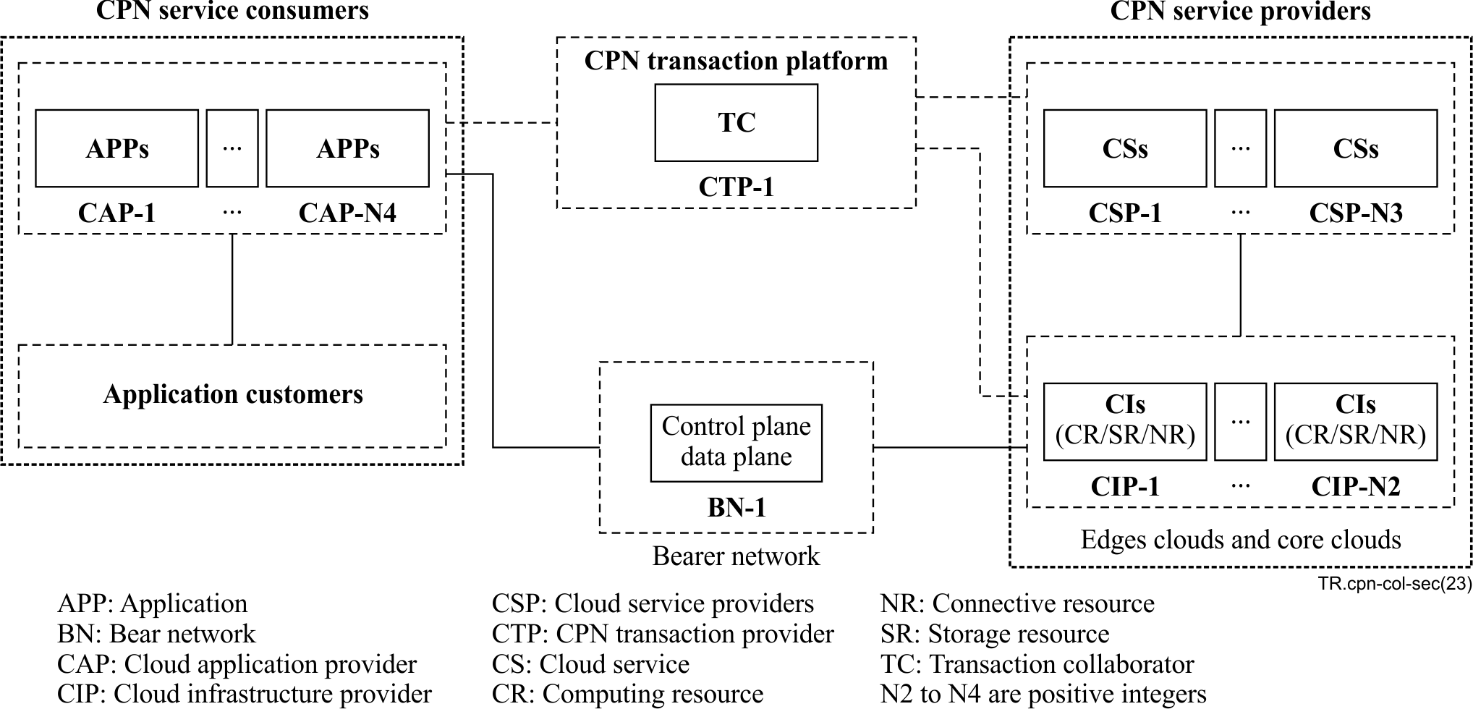 CPN service consumers
APPs
...
APPs
CAP-1
...
CAP-N4
Application customers
CPN transaction platform
TC
CTP-1
Control plane
data plane
BN-1
Bearer network
CPN service providers
CSs
...
CSs
CSP-1
...
CSP-N3
CIs
(CR/SR/NR)
...
CIs
(CR/SR/NR)
CIP-1
...
CIP-N2
Edges clouds and core clouds
TR.cpn-col-sec(23)
APP: Application
BN: Bear network
CAP: Cloud application provider
CIP: Cloud infrastructure provider
CSP: Cloud service providers
CTP: CPN transaction provider
CS: Cloud service
CR: Computing resource
NR: Connective resource
SR: Storage resource
TC: Transaction collaborator
N2 to N4 are positive integers